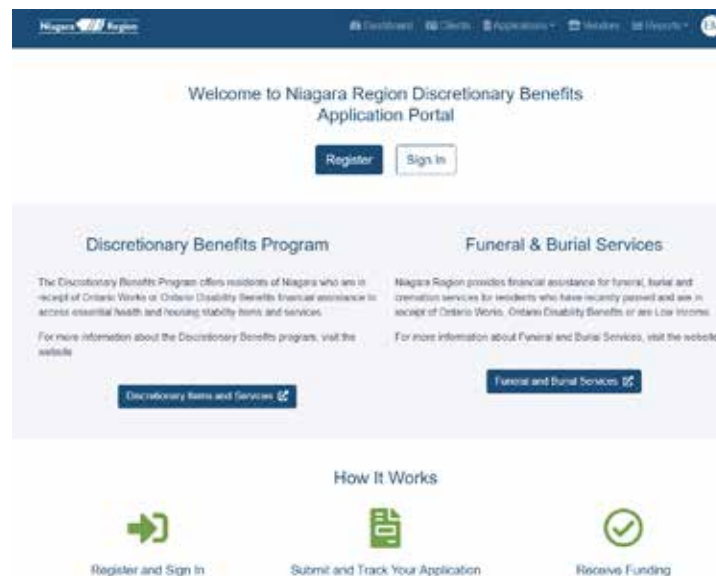 Niagara Region
Dashboard Clients Applications Vendors Reports
Welcome to Niagara Region Discretionary Benefits
Application Portal
Register Sign In
Discretionary Benefits Program
The Discretionary Benefits Program offers residents of Niagara who are in
receipt of Ontario Works or Ontario Disability Benefits financial assistance to
access essential health and housing stability items and services.
For more information about the Discretionary Benefits program, visit the
website
Discretionary Items and Services
Funeral & Burial Services
Niagara Region provides financial assistance for funeral, burial and
cremation services for residents who have recently passed and are in
receipt of Ontario Works, Ontario Disability Benefits or are Low Income.
For more information about Funeral and Burial Services, visit the website
Funeral and Burial Services
How It Works
Register and Sign In
Submit and Track Your Application
Receive Funding